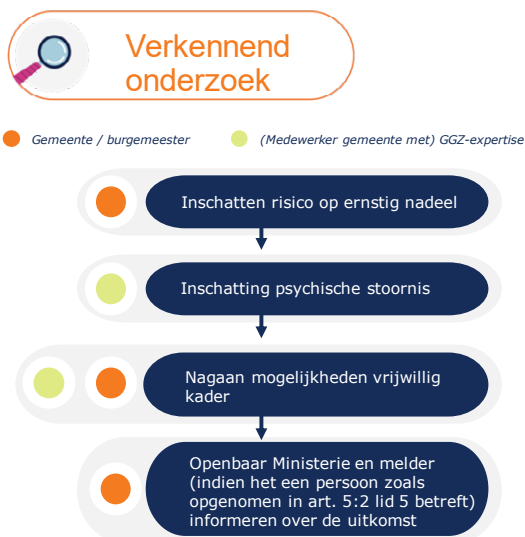 Verkennend
onderzoek
Gemeente / burgemeester
(Medewerker gemeente met) GGZ-expertise
Inschatten risico op ernstig nadeel
Inschatting psychische stoornis
Nagaan mogelijkheden vrijwillig
kader
Openbaar Ministerie en melder
(indien het een persoon zoals
opgenomen in art. 5:2 lid 5 betreft)
informeren over de uitkomst